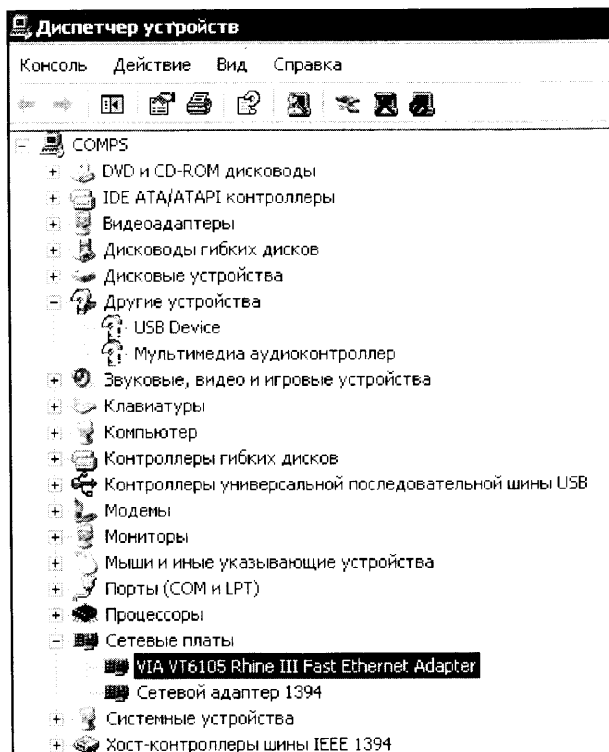 Диспетчер устройств
Консоль Действие Вид Справка
COMPS
DVD и CD-ROM дисководы
IDE ATA/ATAPI контроллеры
Видеоадаптеры
Дисководы гибких дисков
Дисковые устройства
Другие устройства
USB Device
Мультимедиа аудиоконтроллер
Звуковые, видео и игровые устройства
Клавиатуры
Компьютер
Контроллеры гибких дисков
Контроллеры универсальной последовательной шины USB
Модемы
Мониторы
Мыши и иные указывающие устройства
Порты (COM и LPT)
Процессоры
Сетевые платы
VIA VT6105 Rhine III Fast Ethernet Adapter
Сетевой адаптер 1394
Системные устройства
Хост-контроллеры шины IEEE 1394